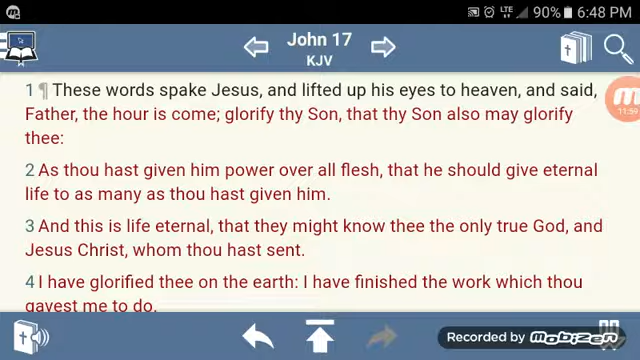 LTE 90% 6:48 PM
John 17
KJV
1 ¶ These words spake Jesus, and lifted up his eyes to heaven, and said,
Father, the hour is come; glorify thy Son, that thy Son also may glorify
thee:
11:59
2 As thou hast given him power over all flesh, that he should give eternal
life to as many as thou hast given him.
3 And this is life eternal, that they might know thee the only true God, and
Jesus Christ, whom thou hast sent.
4 I have glorified thee on the earth: I have finished the work which thou
gavest me to do.
Recorded by mobizen